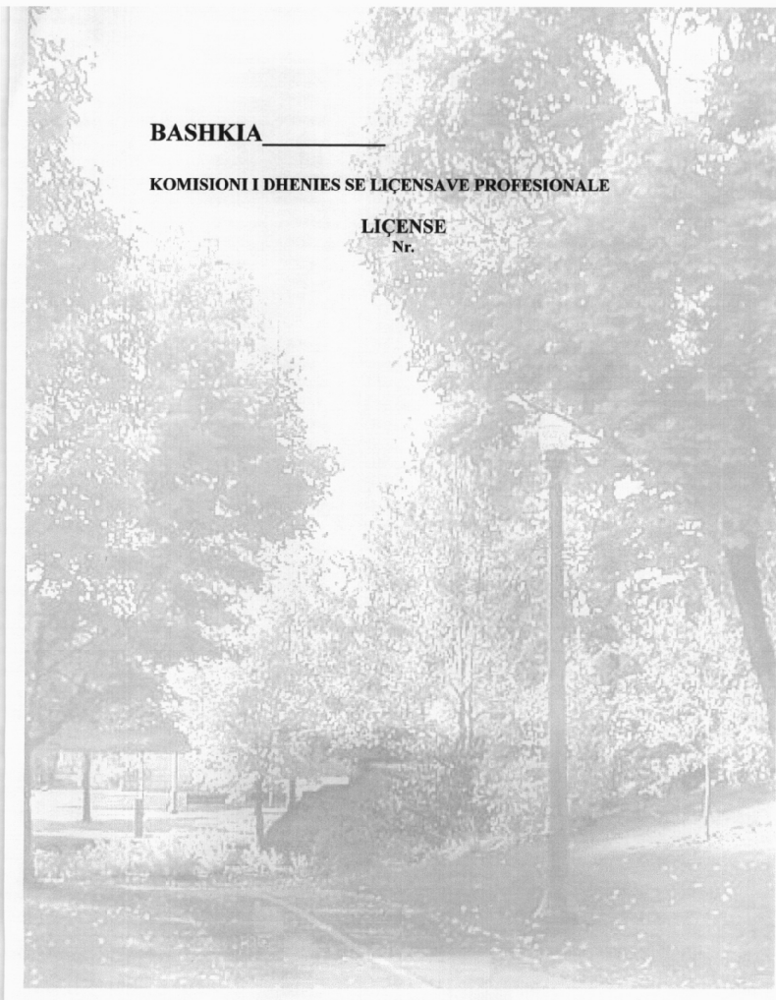 BASHKIA__________
KOMISIONI I DHENIES SE LIÇENSAVE PROFESIONALE
LIÇENSE
Nr.